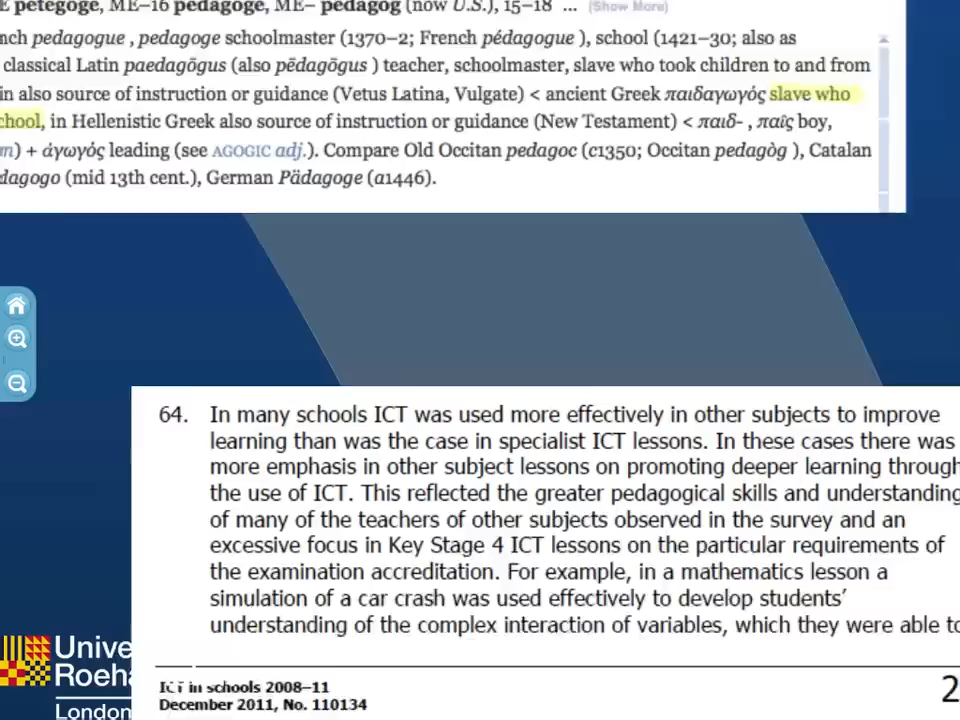 E petegoge, ME–16 pedagoge, ME– pedagog (now U.S.), 15–18 ... (Show More)
nch pedagogue , pedagoge schoolmaster (1370–2; French pédagogue ), school (1421–30; also as
classical Latin paedagōgus (also pēdagōgus ) teacher, schoolmaster, slave who took children to and from
in also source of instruction or guidance (Vetus Latina, Vulgate) < ancient Greek παιδαγωγός slave who
chool, in Hellenistic Greek also source of instruction or guidance (New Testament) < παιδ- , παῖς boy,
m) + ἀγωγός leading (see AGOGIC adj.). Compare Old Occitan pedagoc (c1350; Occitan pedagòg ), Catalan
dagogo (mid 13th cent.), German Pädagoge (a1446).
64. In many schools ICT was used more effectively in other subjects to improve
learning than was the case in specialist ICT lessons. In these cases there was
more emphasis in other subject lessons on promoting deeper learning through
the use of ICT. This reflected the greater pedagogical skills and understanding
of many of the teachers of other subjects observed in the survey and an
excessive focus in Key Stage 4 ICT lessons on the particular requirements of
the examination accreditation. For example, in a mathematics lesson a
simulation of a car crash was used effectively to develop students’
understanding of the complex interaction of variables, which they were able to
ICT in schools 2008–11
December 2011, No. 110134
2
Unive
Roeha
London